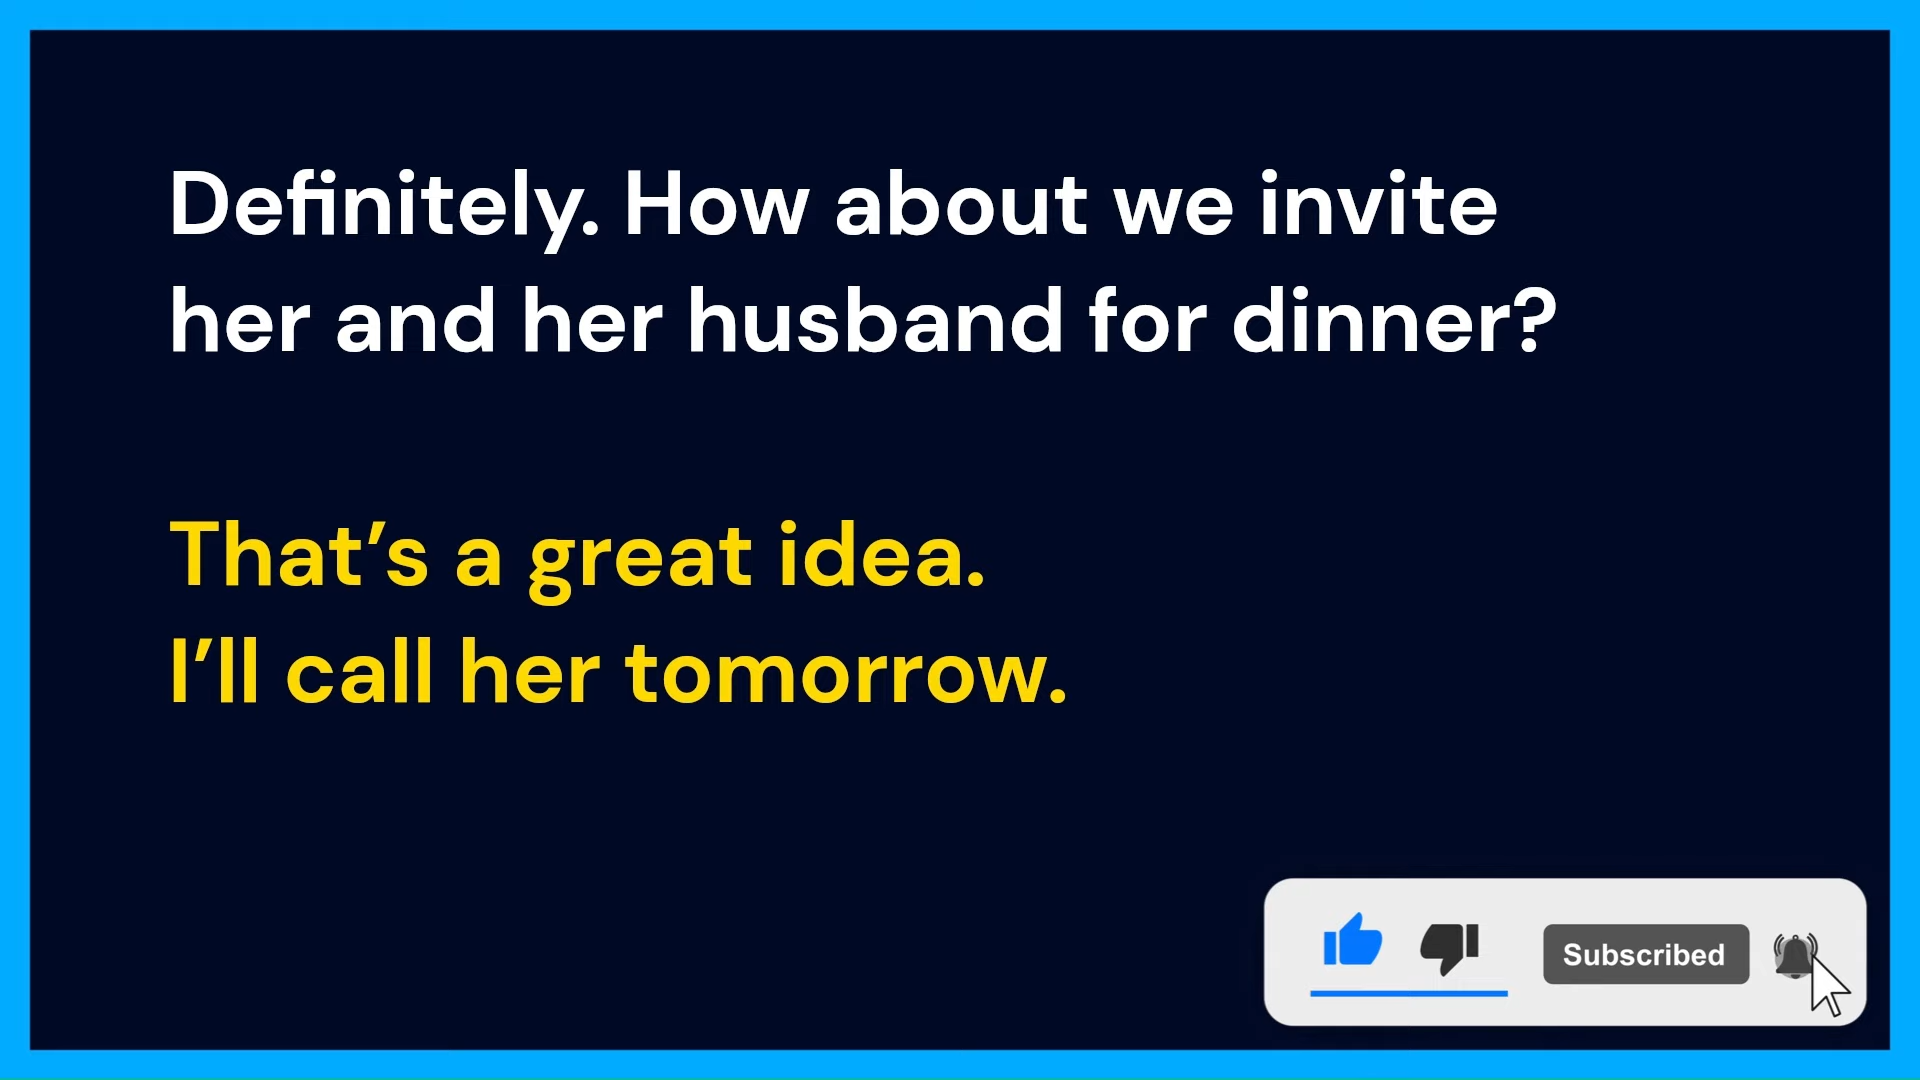 Definitely. How about we invite
her and her husband for dinner?
That’s a great idea.
I’ll call her tomorrow.
Subscribed